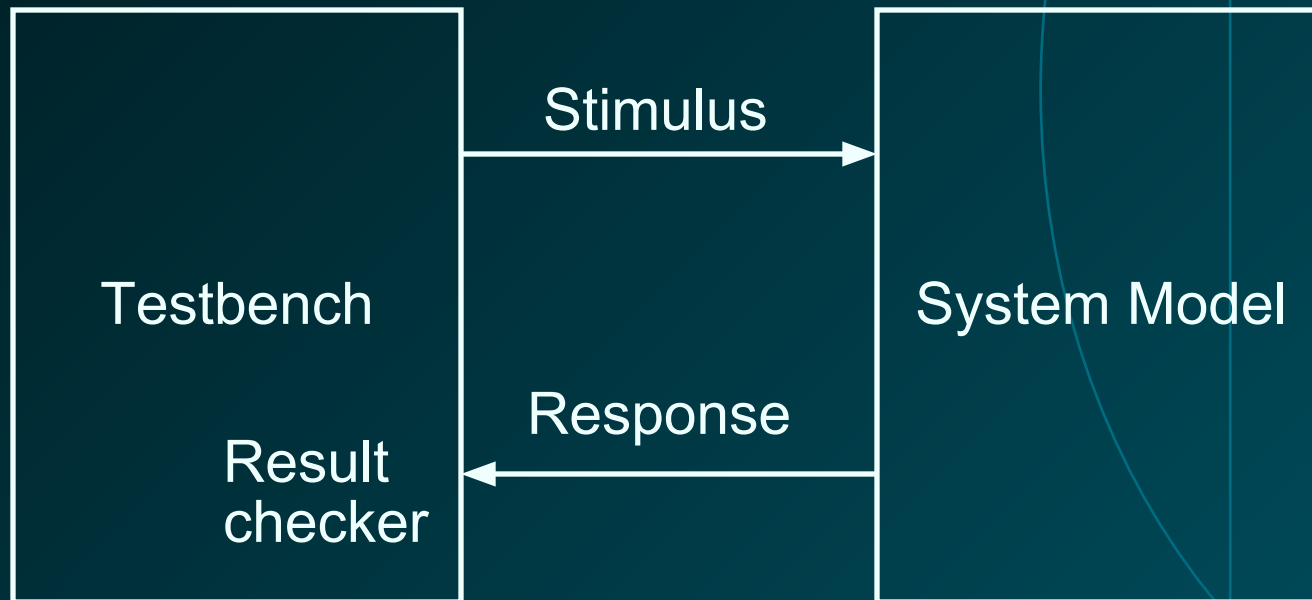 Stimulus
Testbench
System Model
Response
Result
checker